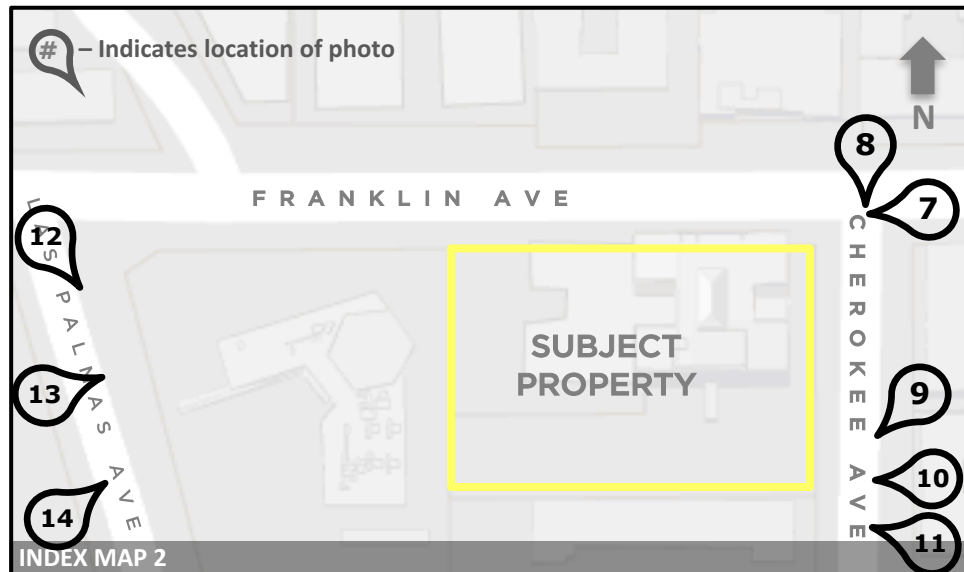 # – Indicates location of photo
N
8
FRANKLIN AVE
7
CHEROKEE AVE
12
LAS PALMAS AVE
SUBJECT
PROPERTY
13
9
10
14
11
INDEX MAP 2